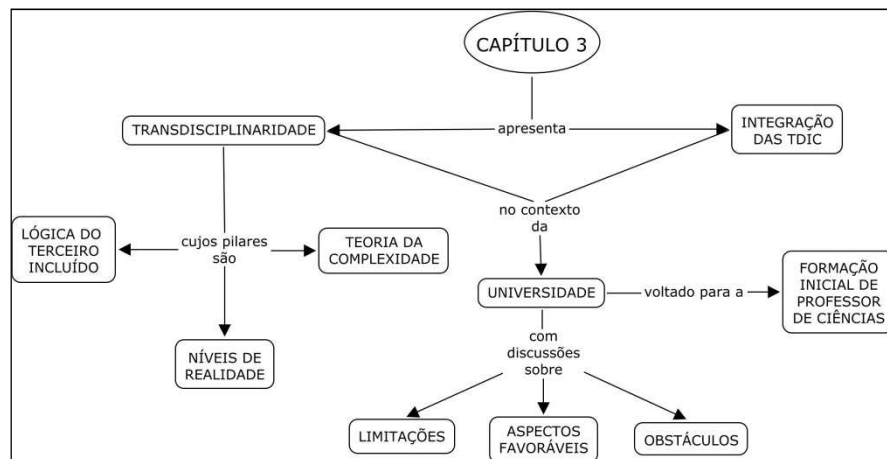 CAPÍTULO 3
TRANSDISCIPLINARIDADE
apresenta
INTEGRAÇÃO
DAS TDIC
no contexto
da
LÓGICA DO
TERCEIRO
INCLUÍDO
cujos pilares
são
TEORIA DA
COMPLEXIDADE
UNIVERSIDADE
voltado para a
FORMAÇÃO
INICIAL DE
PROFESSOR
DE CIÊNCIAS
NÍVEIS DE
REALIDADE
com
discussões
sobre
LIMITAÇÕES
ASPECTOS
FAVORÁVEIS
OBSTÁCULOS